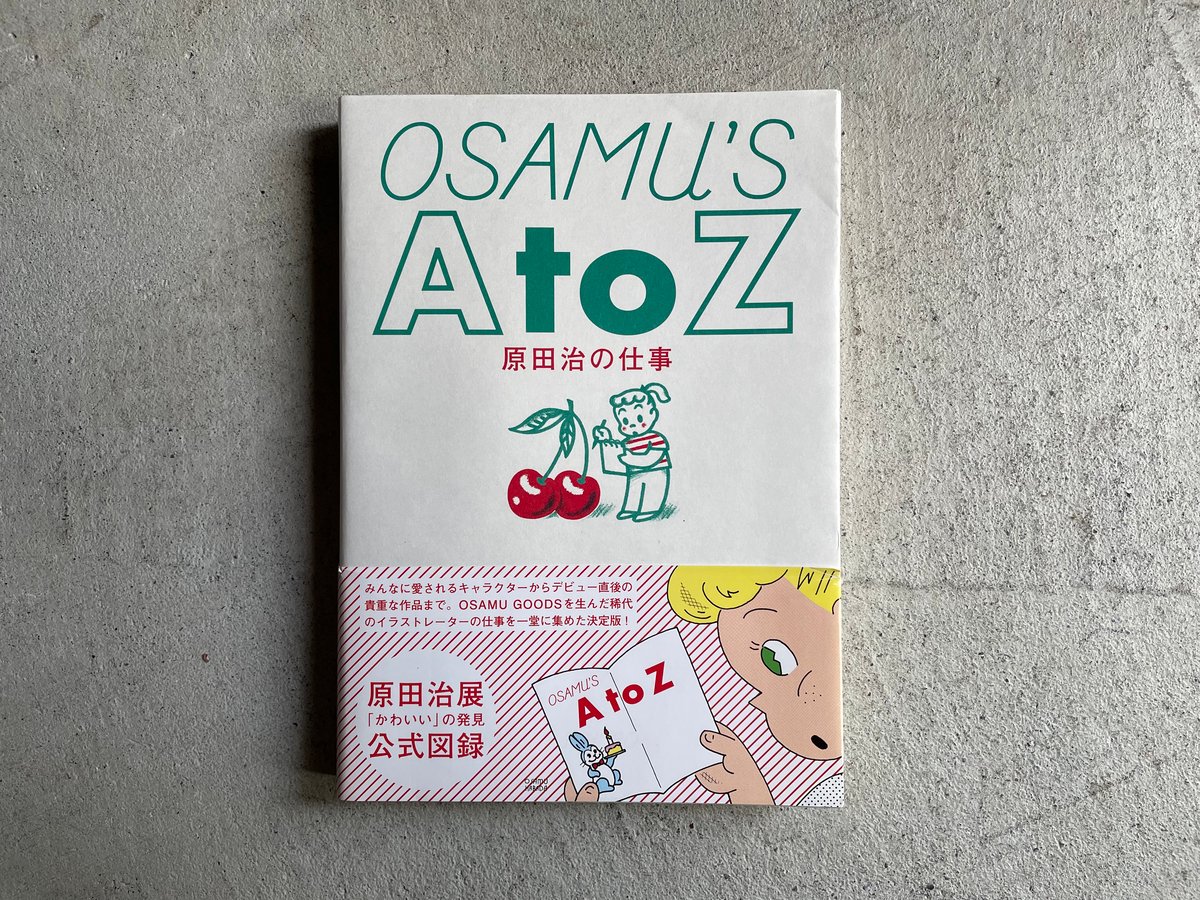 OSAMU'S
A to Z
原田治の仕事
みんなに愛されるキャラクターからデビュー直後の
貴重な作品まで。OSAMU GOODSを生んだ稀代
のイラストレーターの仕事を一堂に集めた決定版！
原田治展
「かわいい」の発見
公式図録
OSAMU'S
A to Z
OSAMU
HARADA